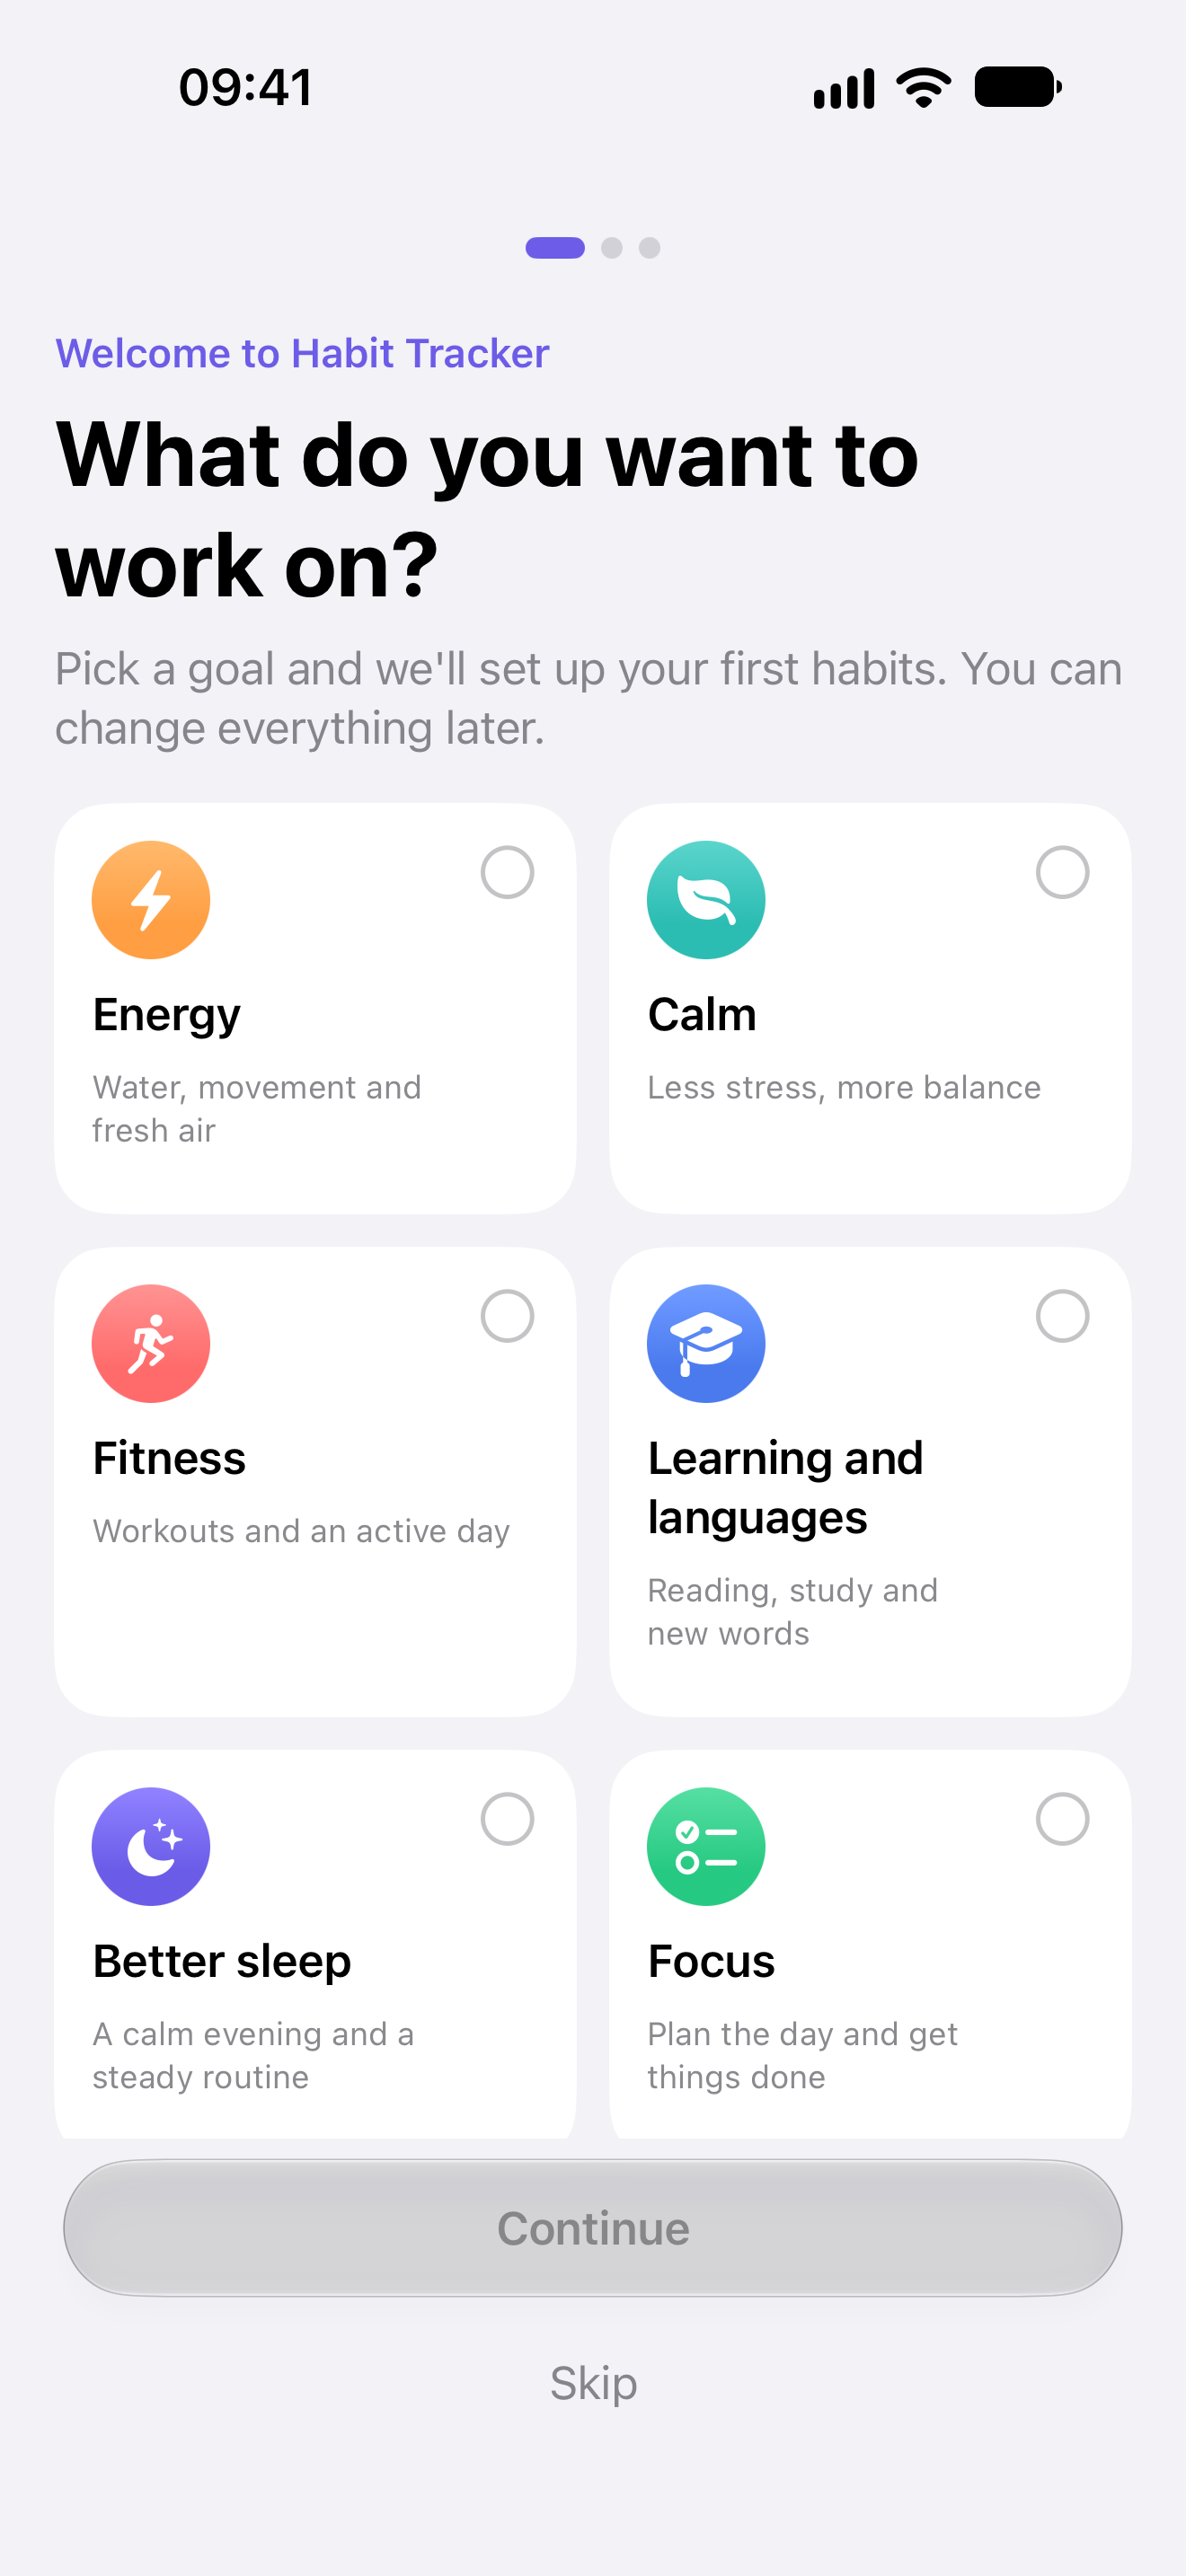 09:41
Welcome to Habit Tracker
What do you want to
work on?
Pick a goal and we'll set up your first habits. You can
change everything later.
Energy
Water, movement and
fresh air
Calm
Less stress, more balance
Fitness
Workouts and an active day
Learning and
languages
Reading, study and
new words
Better sleep
A calm evening and a
steady routine
Focus
Plan the day and get
things done
Continue
Skip